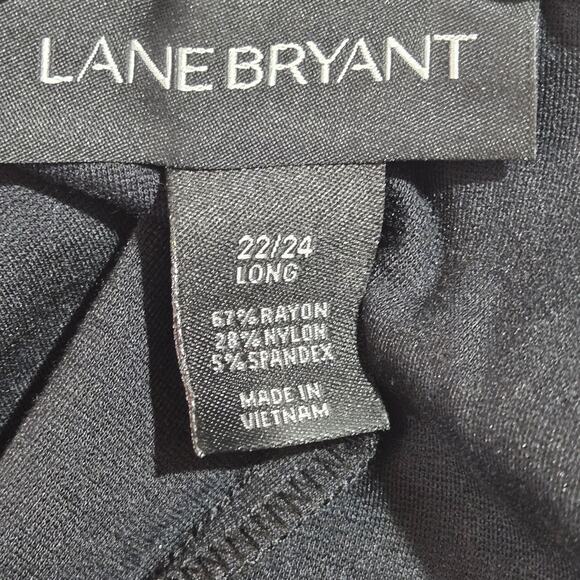 LANE BRYANT
22/24
LONG
67% RAYON
28% NYLON
5% SPANDEX
MADE IN
VIETNAM